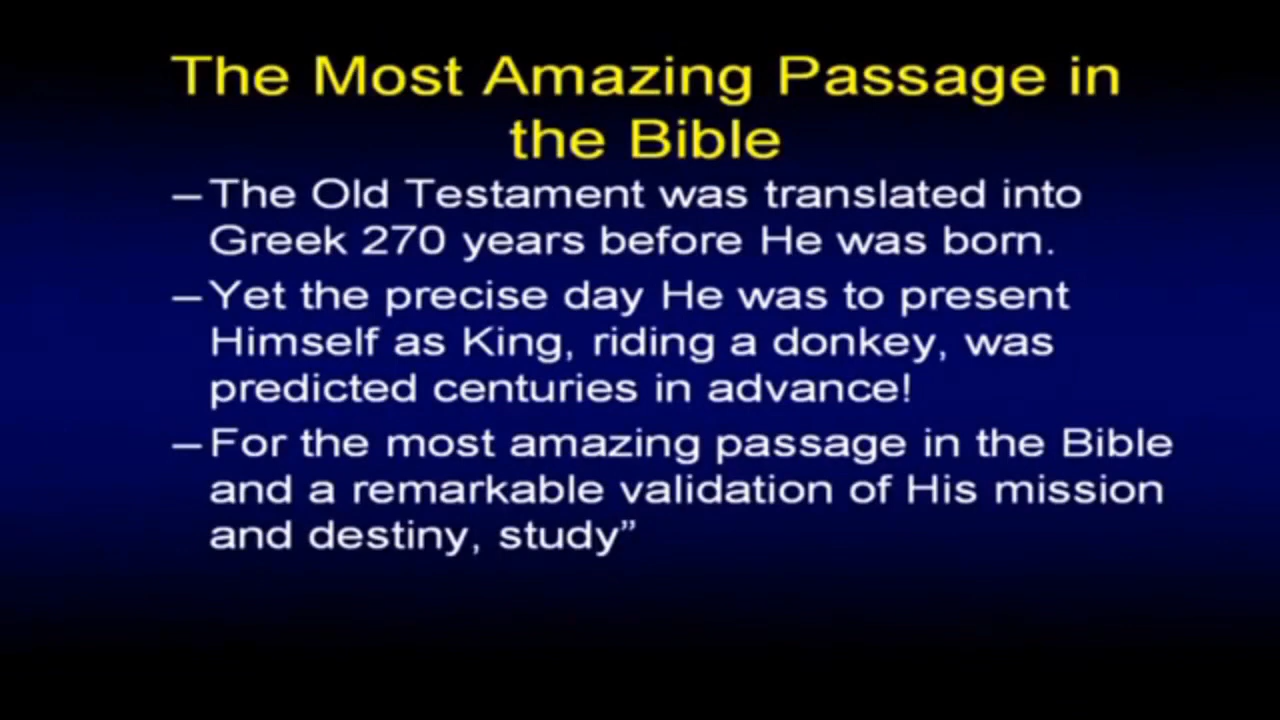 The Most Amazing Passage in
the Bible
–The Old Testament was translated into
Greek 270 years before He was born.
–Yet the precise day He was to present
Himself as King, riding a donkey, was
predicted centuries in advance!
–For the most amazing passage in the Bible
and a remarkable validation of His mission
and destiny, study”